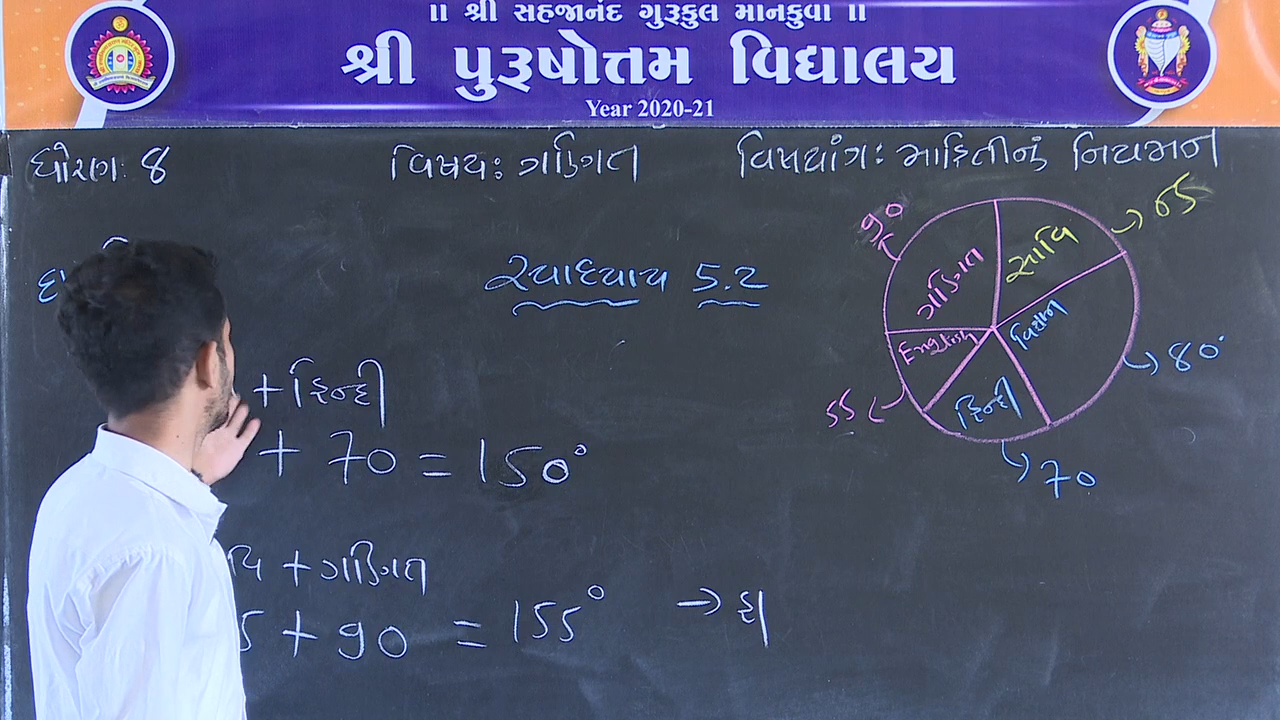 ॥ શ્રી સહજાનંદ ગુરૂકુલ માનકુવા ॥
શ્રી પુરૂષોત્તમ વિદ્યાલય
Year 2020-21
ધોરણ: 8 વિષય: ગણિત વિષયાંગ: માહિતીનું નિયમન
સ્વાધ્યાય 5.2
90
65
ગણિત
સાવિ
English
વિજ્ઞાન
હિન્દી
55
80°
70
+ હિન્દી
+ 70 = 150°
વિ + ગણિત
5 + 90 = 155° → હા